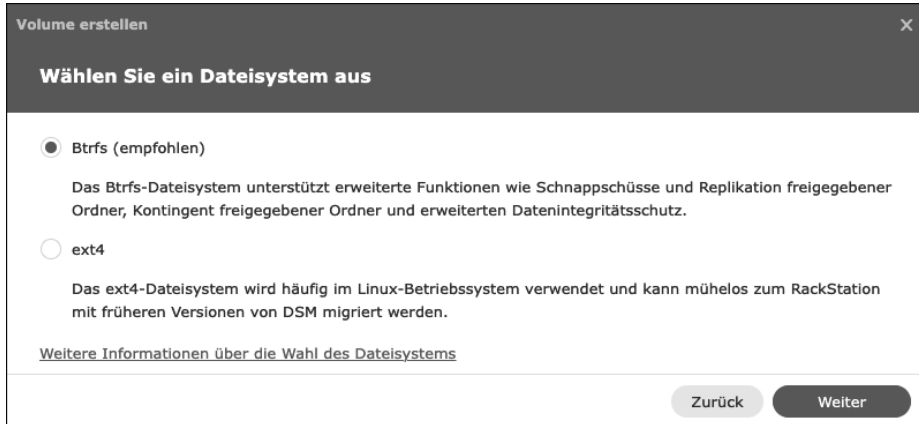 Volume erstellen X
Wählen Sie ein Dateisystem aus
Btrfs (empfohlen)
Das Btrfs-Dateisystem unterstützt erweiterte Funktionen wie Schnappschüsse und Replikation freigegebener
Ordner, Kontingent freigegebener Ordner und erweiterten Datenintegritätsschutz.
ext4
Das ext4-Dateisystem wird häufig im Linux-Betriebssystem verwendet und kann mühelos zum RackStation
mit früheren Versionen von DSM migriert werden.
Weitere Informationen über die Wahl des Dateisystems
Zurück Weiter